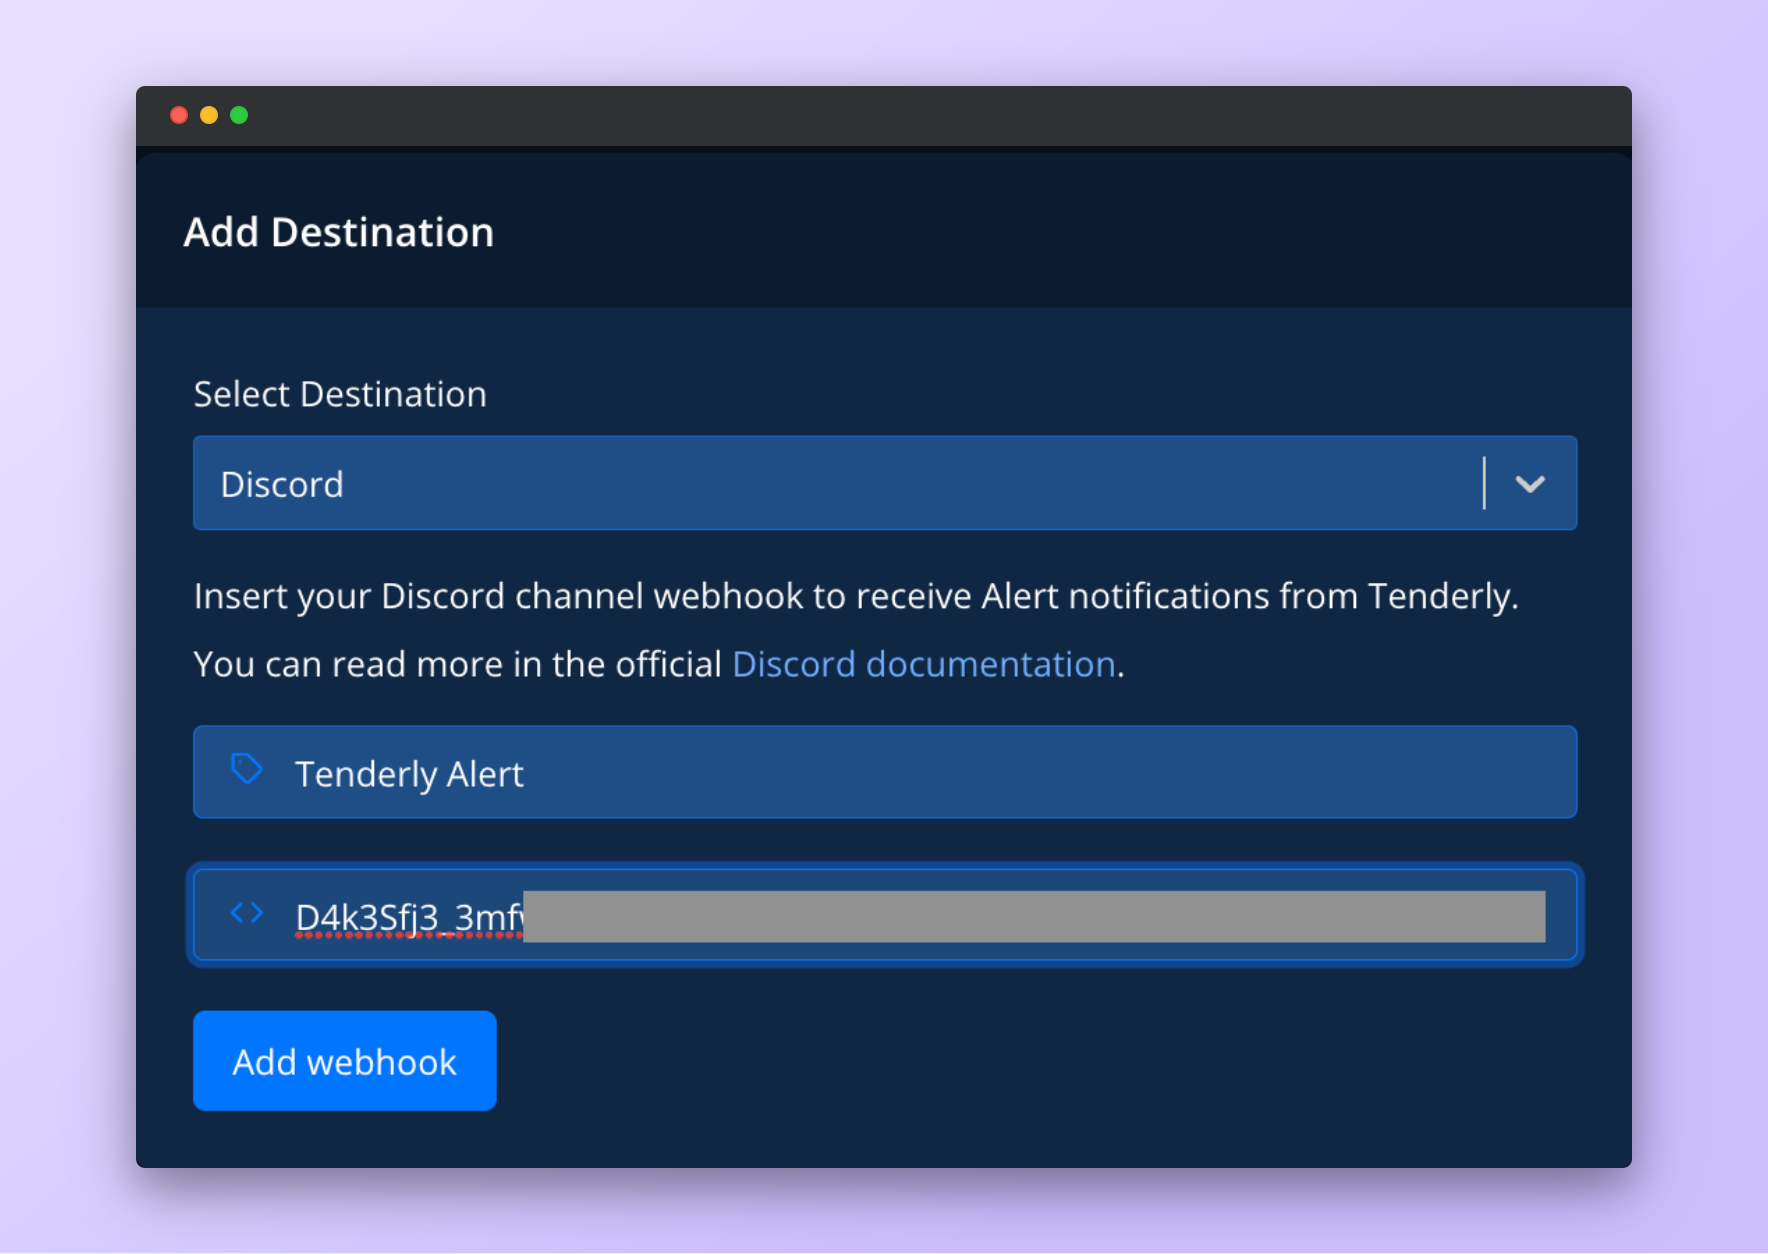 Add Destination
Select Destination
Discord
Insert your Discord channel webhook to receive Alert notifications from Tenderly.
You can read more in the official Discord documentation.
Tenderly Alert
D4k3Sfj3_3mf
Add webhook